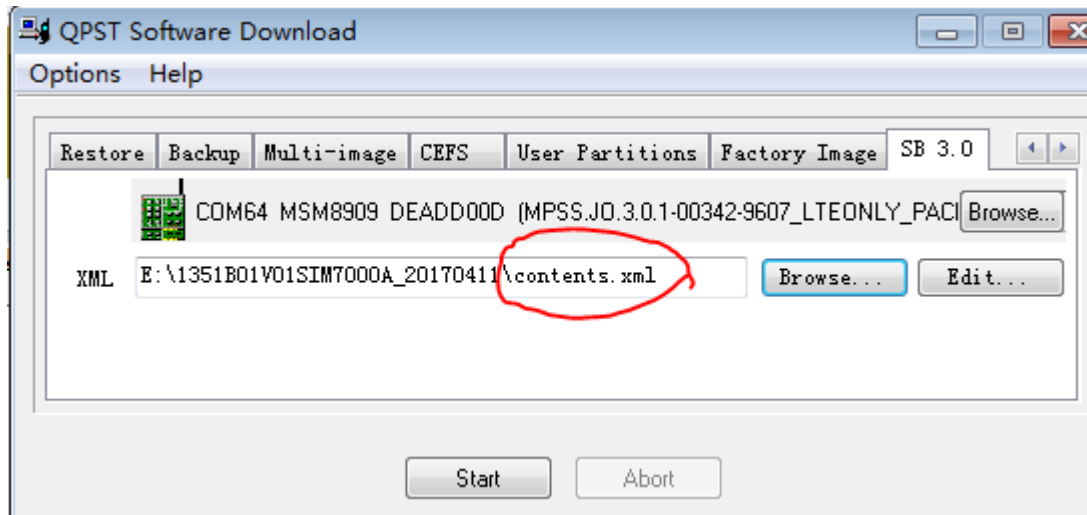 QPST Software Download
Options Help
Restore Backup Multi-image CEFS User Partitions Factory Image SB 3.0
COM64 MSM8909 DEADD00D (MPSS.JO.3.0.1-00342-9607_LTEONLY_PACI Browse...
XML E:\1351B01V01SIM7000A_20170411\contents.xml Browse... Edit...
Start Abort